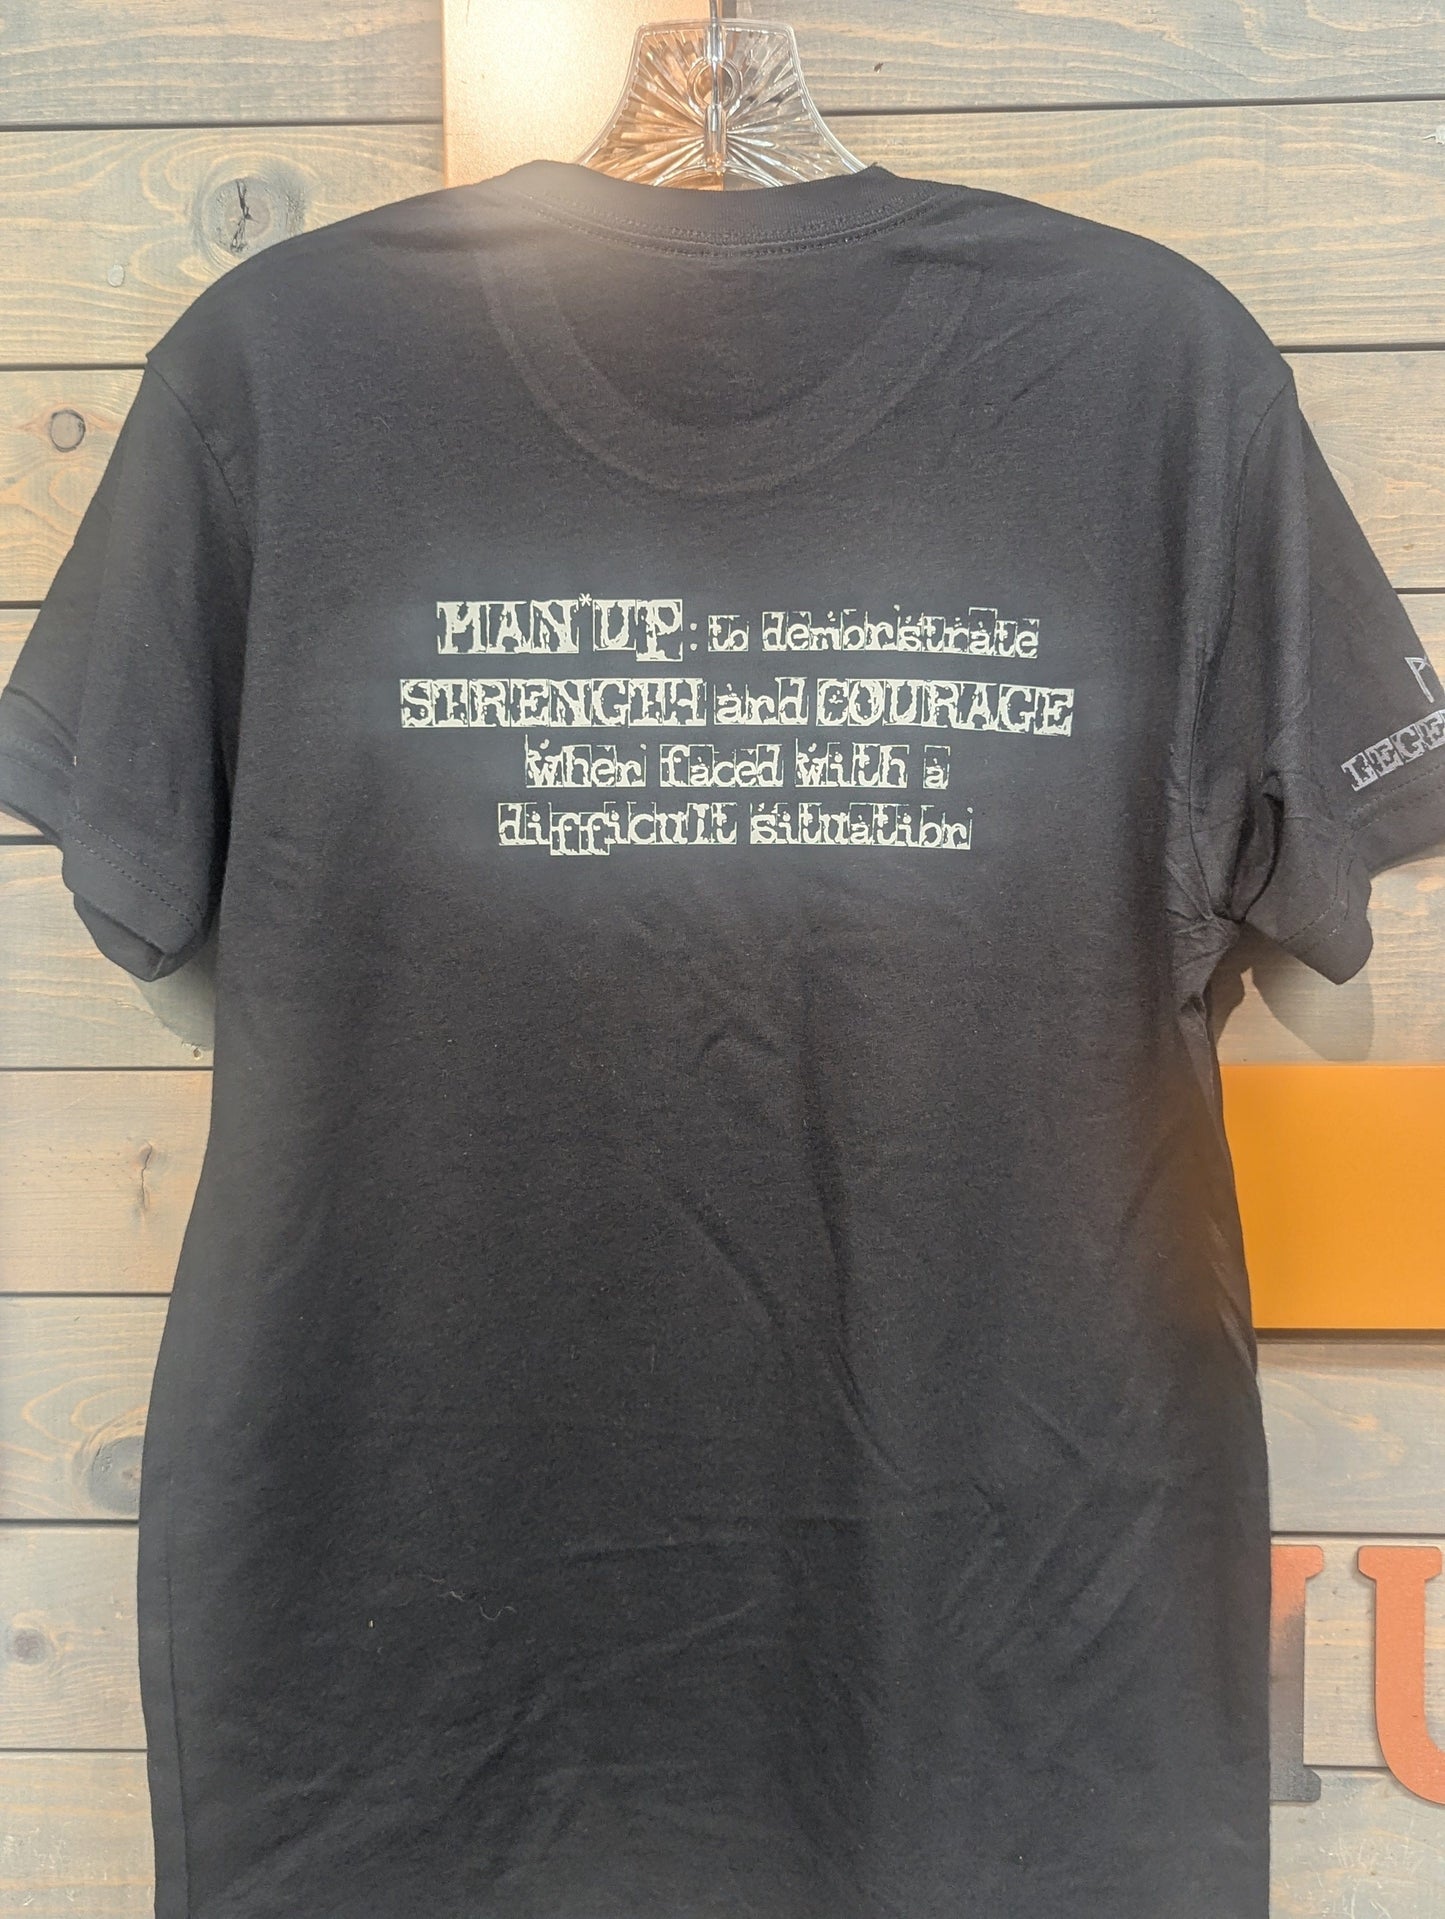 MAN*UP: to demonstrate
STRENGTH and COURAGE
when faced with a
difficult situation